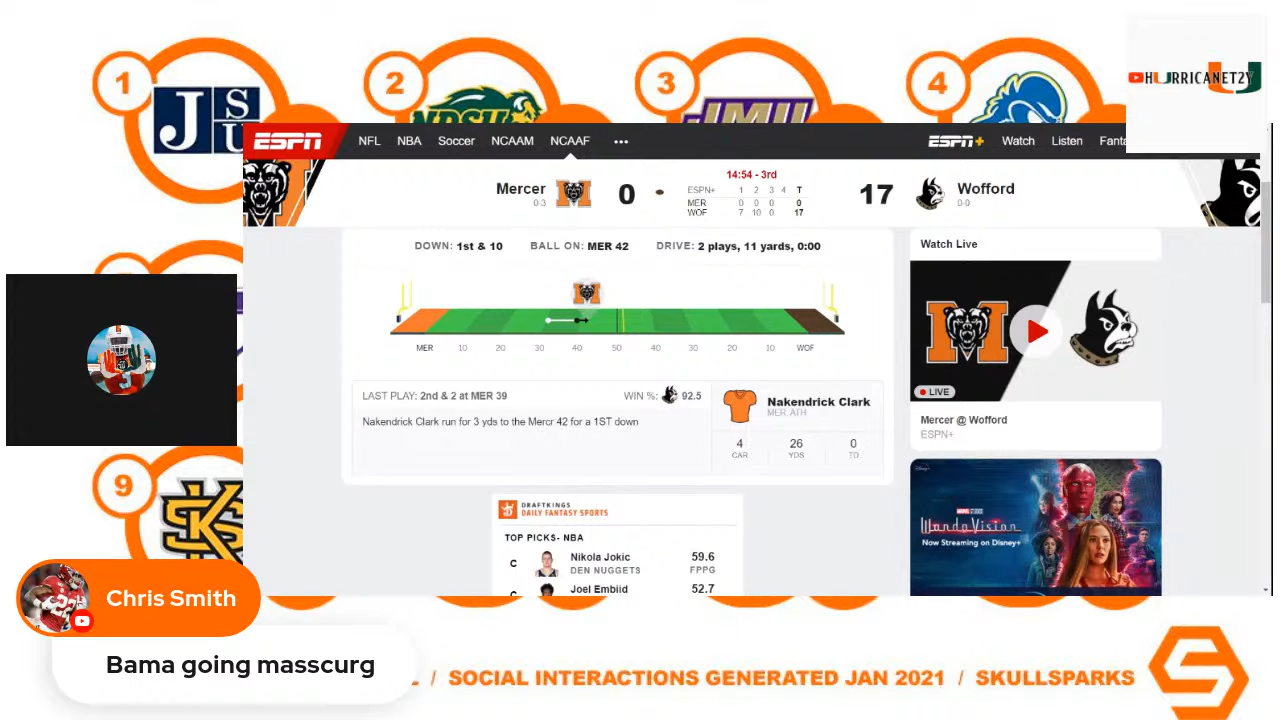 1
2
3
4
JSU
NDSU
JMU
HURRICANET2Y
ESPN NFL NBA Soccer NCAAM NCAAF ••• ESPN+ Watch Listen Fanta
14:54 - 3rd
Mercer
0-3
0
ESPN+ 1 2 3 4 T
MER 0 0 0 0
WOF 7 10 0 17
17
Wofford
0-0
DOWN: 1st & 10 BALL ON: MER 42 DRIVE: 2 plays, 11 yards, 0:00
MER 10 20 30 40 50 40 30 20 10 WOF
LAST PLAY: 2nd & 2 at MER 39 WIN %: 92.5
Nakendrick Clark run for 3 yds to the Mercr 42 for a 1ST down
Nakendrick Clark
MER, ATH
4 26 0
CAR YDS TD
Watch Live
LIVE
Mercer @ Wofford
ESPN+
Disney+
MARVEL STUDIOS
WandaVision
Now Streaming on Disney+
DRAFTKINGS
DAILY FANTASY SPORTS
TOP PICKS- NBA
C Nikola Jokic 59.6
DEN NUGGETS FPPG
C Joel Embiid 52.7
9
KS
Chris Smith
Bama going masscurg
/ SOCIAL INTERACTIONS GENERATED JAN 2021 / SKULLSPARKS